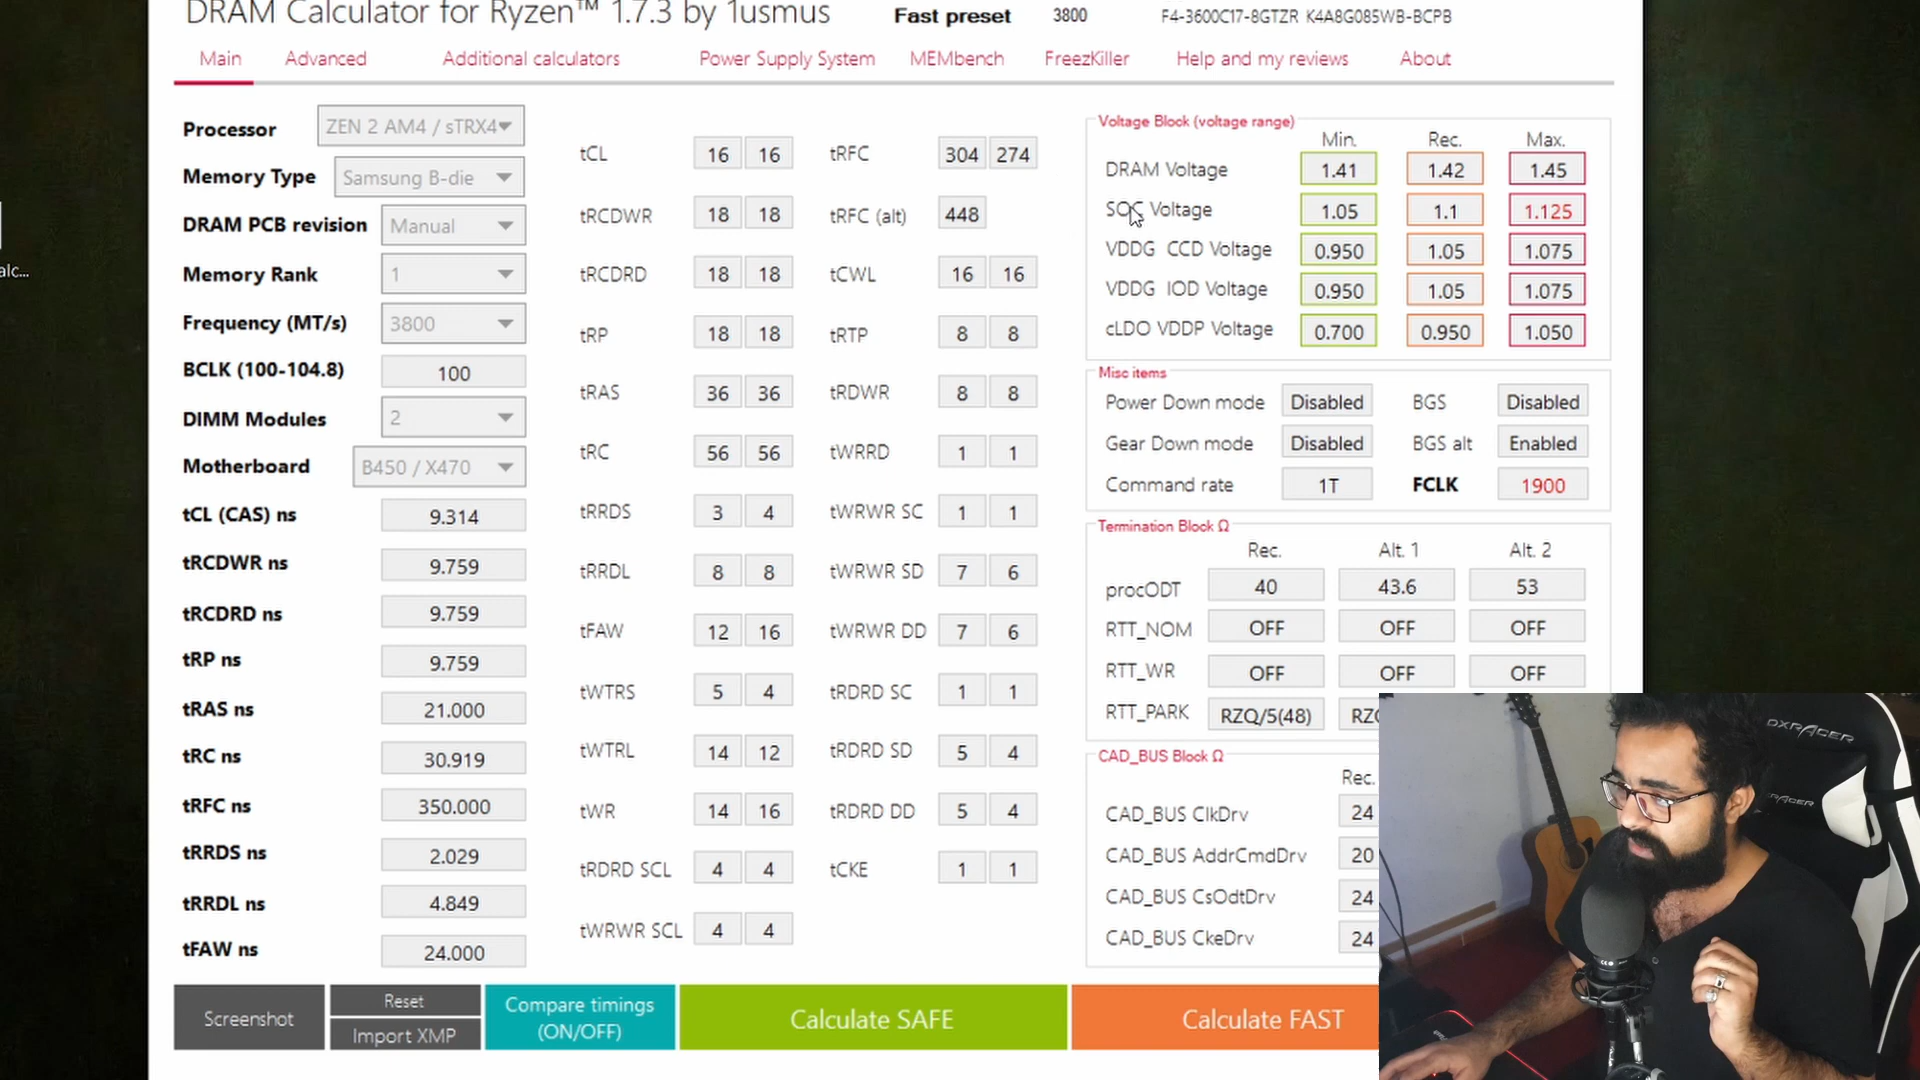 DRAM Calculator for Ryzen™ 1.7.3 by 1usmus Fast preset 3800 F4-3600C17-8GTZR K4A8G085WB-BCPB
Main Advanced Additional calculators Power Supply System MEMbench FreezKiller Help and my reviews About
Processor ZEN 2 AM4 / sTRX4
Memory Type Samsung B-die
DRAM PCB revision Manual
Memory Rank 1
Frequency (MT/s) 3800
BCLK (100-104.8) 100
DIMM Modules 2
Motherboard B450 / X470
tCL (CAS) ns 9.314
tRCDWR ns 9.759
tRCDRD ns 9.759
tRP ns 9.759
tRAS ns 21.000
tRC ns 30.919
tRFC ns 350.000
tRRDS ns 2.029
tRRDL ns 4.849
tFAW ns 24.000
tCL 16 16
tRCDWR 18 18
tRCDRD 18 18
tRP 18 18
tRAS 36 36
tRC 56 56
tRRDS 3 4
tRRDL 8 8
tFAW 12 16
tWTRS 5 4
tWTRL 14 12
tWR 14 16
tRDRD SCL 4 4
tWRWR SCL 4 4
tRFC 304 274
tRFC (alt) 448
tCWL 16 16
tRTP 8 8
tRDWR 8 8
tWRRD 1 1
tWRWR SC 1 1
tWRWR SD 7 6
tWRWR DD 7 6
tRDRD SC 1 1
tRDRD SD 5 4
tRDRD DD 5 4
tCKE 1 1
Voltage Block (voltage range)
Min. Rec. Max.
DRAM Voltage 1.41 1.42 1.45
SOC Voltage 1.05 1.1 1.125
VDDG CCD Voltage 0.950 1.05 1.075
VDDG IOD Voltage 0.950 1.05 1.075
cLDO VDDP Voltage 0.700 0.950 1.050
Misc items
Power Down mode Disabled BGS Disabled
Gear Down mode Disabled BGS alt Enabled
Command rate 1T FCLK 1900
Termination Block Ω
Rec. Alt. 1 Alt. 2
procODT 40 43.6 53
RTT_NOM OFF OFF OFF
RTT_WR OFF OFF OFF
RTT_PARK RZQ/5(48)
CAD_BUS Block Ω
Rec.
CAD_BUS ClkDrv 24
CAD_BUS AddrCmdDrv 20
CAD_BUS CsOdtDrv 24
CAD_BUS CkeDrv 24
Screenshot
Reset
Import XMP
Compare timings
(ON/OFF)
Calculate SAFE
Calculate FAST
alc...
DXRACER